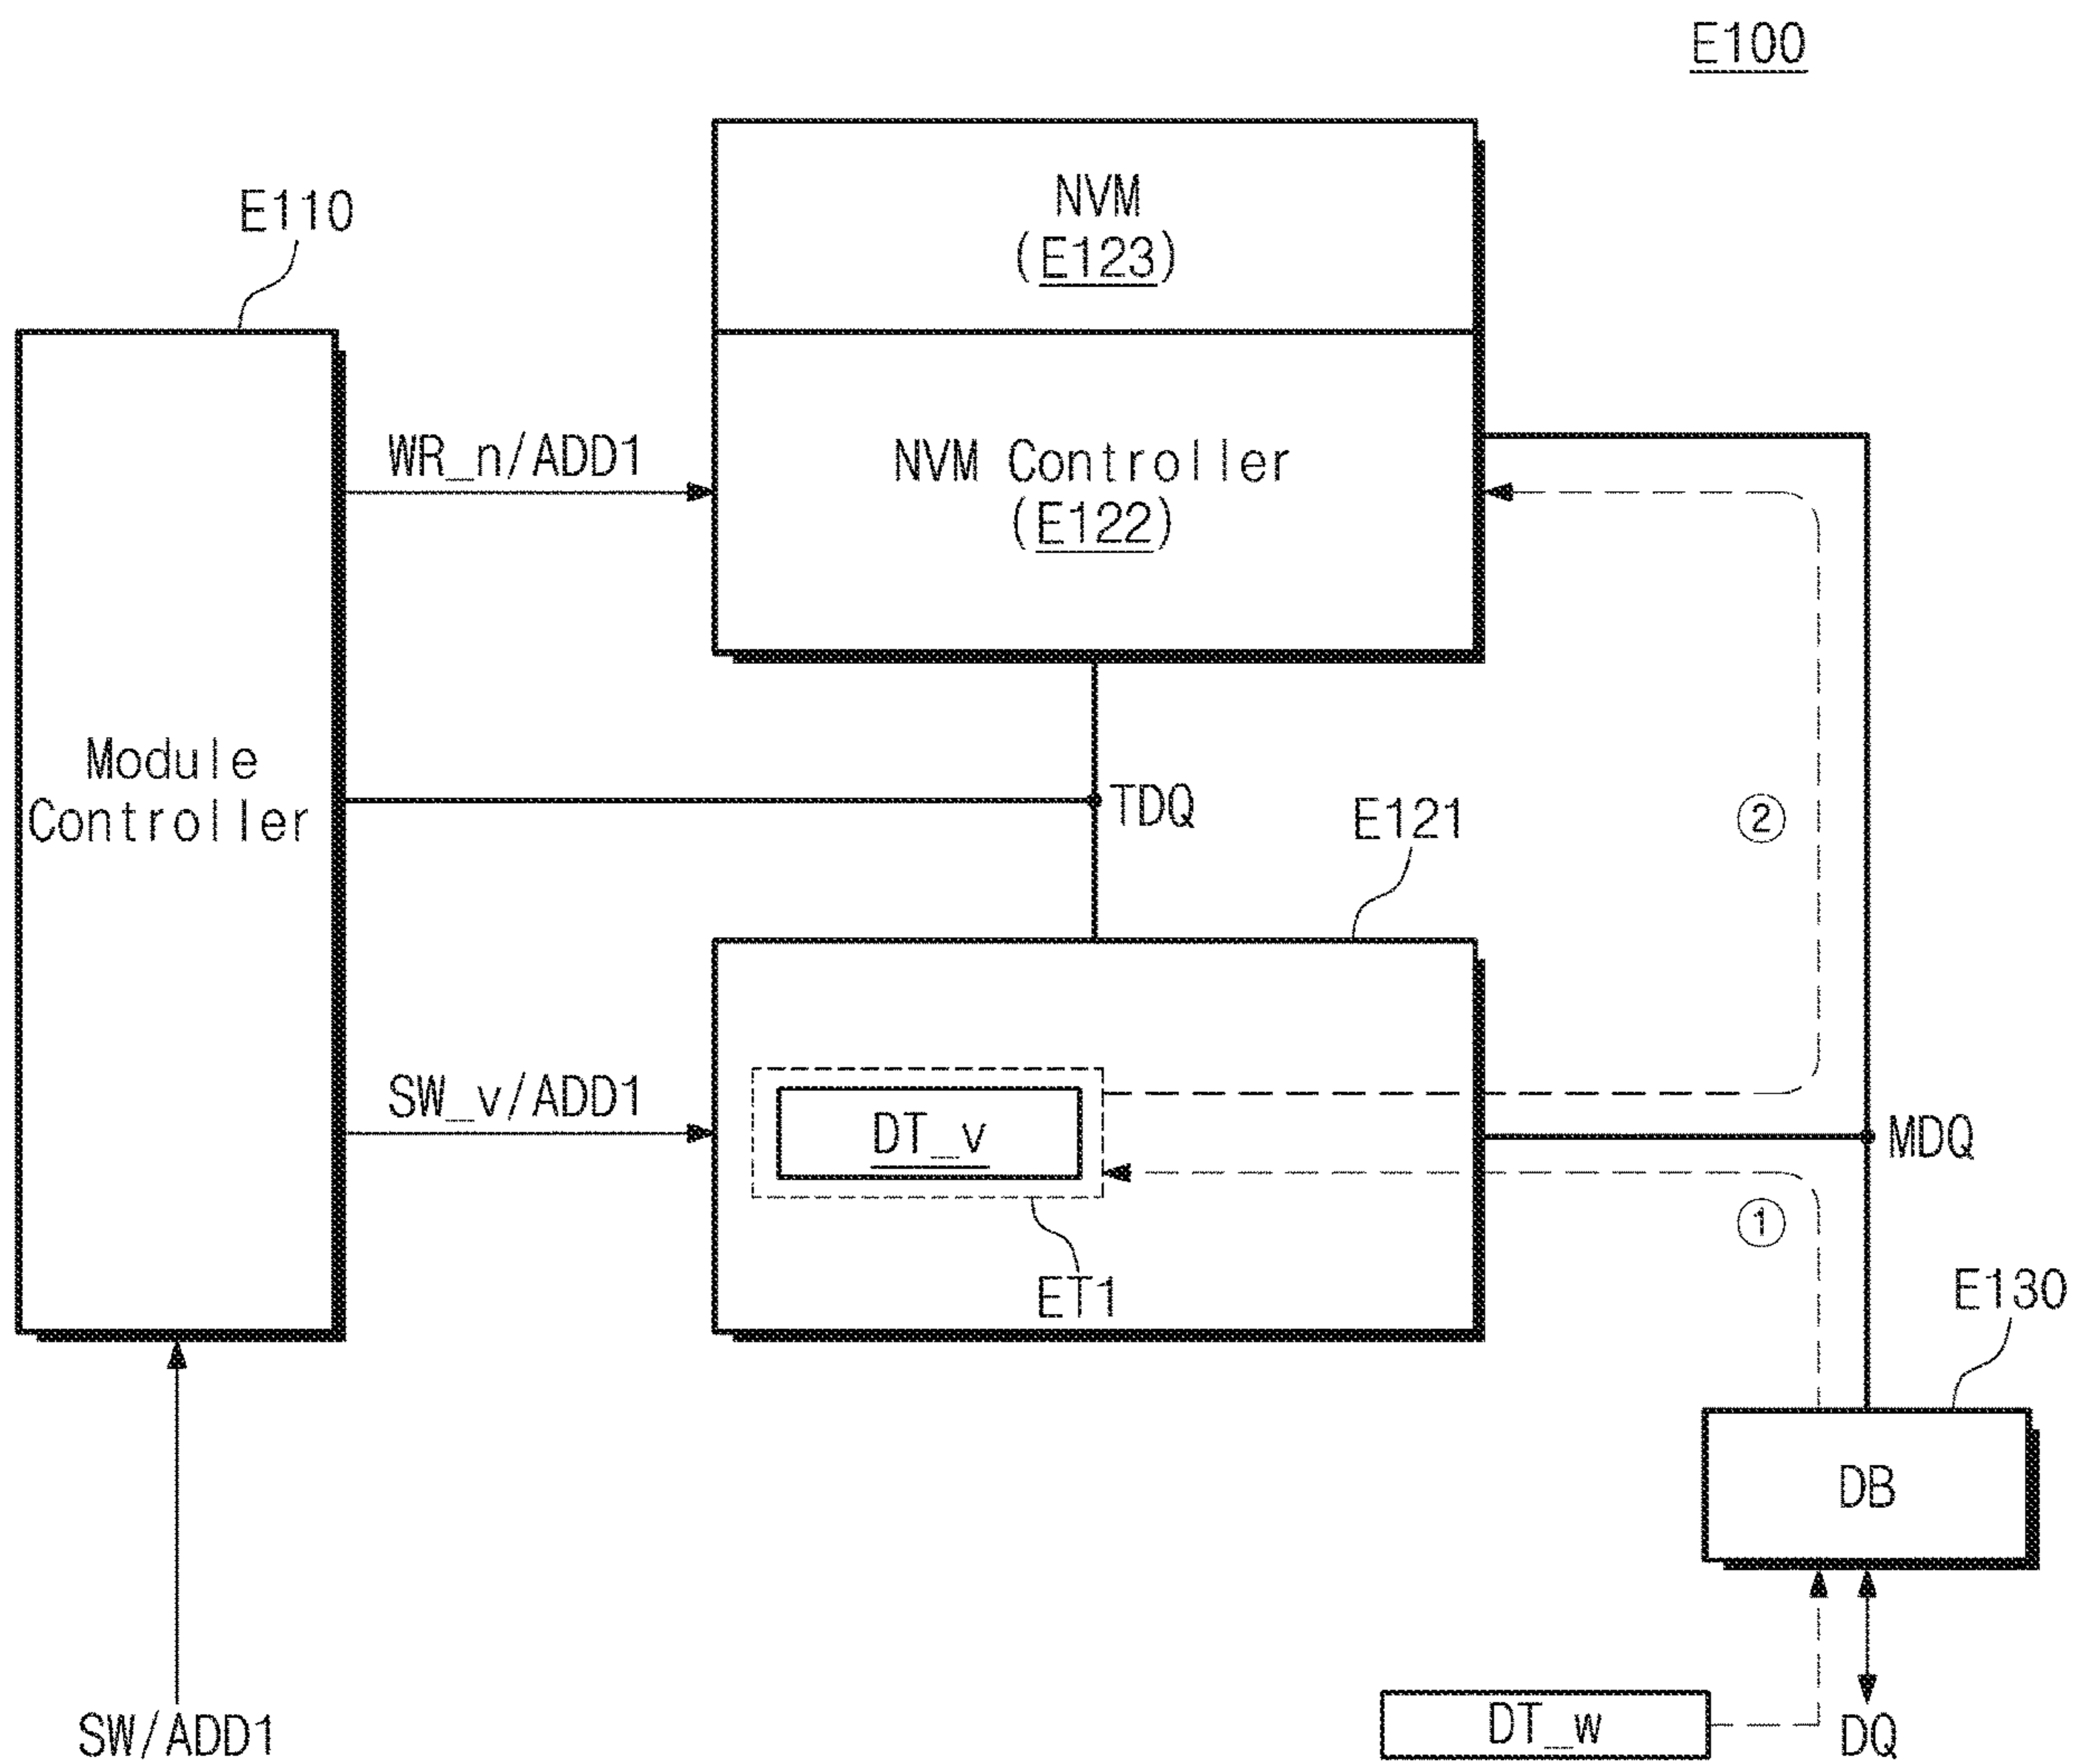 E100
NVM
(E123)
E110
WR_n/ADD1
NVM Controller
(E122)
Module
Controller
TDQ
E121
②
SW_v/ADD1
DT_v
MDQ
①
ET1
E130
DB
SW/ADD1
DT_w
DQ